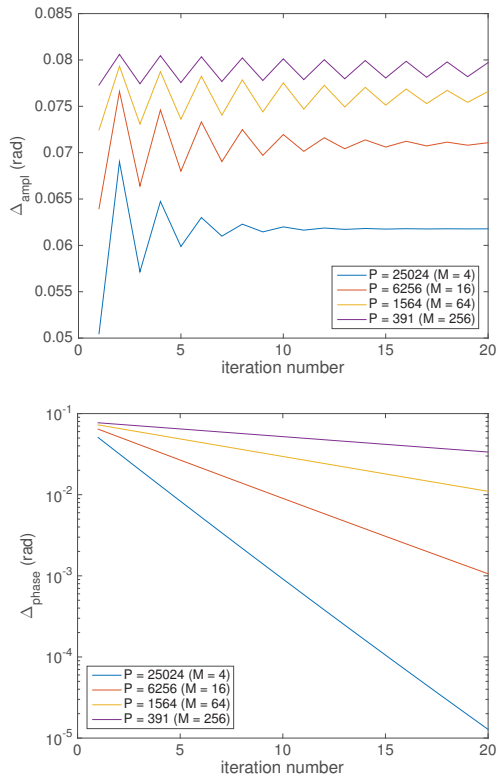 0.085
0.08
0.075
0.07
0.065
0.06
0.055
0.05
Δampl (rad)
P = 25024 (M = 4)
P = 6256 (M = 16)
P = 1564 (M = 64)
P = 391 (M = 256)
0 5 10 15 20
iteration number
10-1
10-2
10-3
10-4
10-5
Δphase (rad)
P = 25024 (M = 4)
P = 6256 (M = 16)
P = 1564 (M = 64)
P = 391 (M = 256)
0 5 10 15 20
iteration number